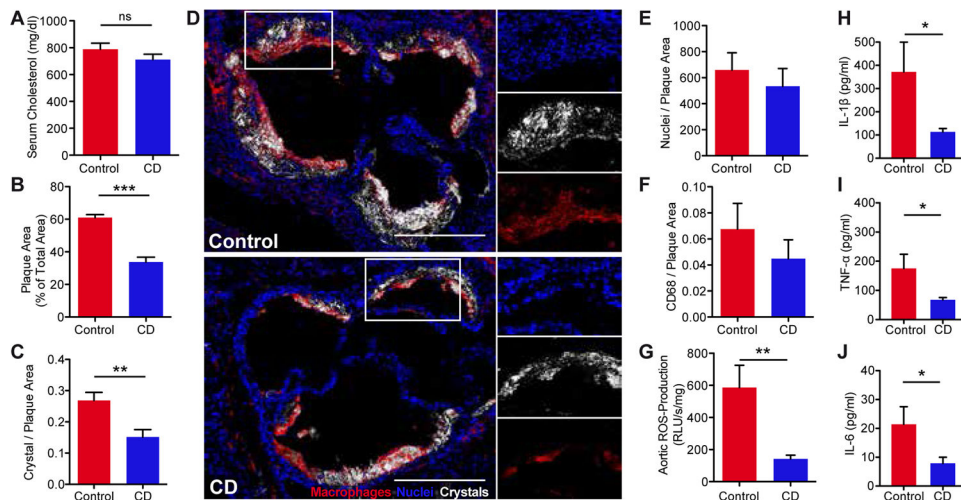 A
Serum Cholesterol (mg/dl)
1000
800
600
400
200
0
ns
Control
CD
B
Plaque Area
(% of Total Area)
80
60
40
20
0
***
Control
CD
C
Crystal / Plaque Area
0.4
0.3
0.2
0.1
0.0
**
Control
CD
D
Control
CD
Macrophages-Nuclei-Crystals
E
Nuclei / Plaque Area
1000
800
600
400
200
0
Control
CD
F
CD68 / Plaque Area
0.10
0.08
0.06
0.04
0.02
0.00
Control
CD
G
Aortic ROS-Production
(RLU/s/mg)
800
600
400
200
0
**
Control
CD
H
IL-1β
(pg/ml)
500
400
300
200
100
0
*
Control
CD
I
TNF-α (pg/ml)
400
300
200
100
0
*
Control
CD
J
IL-6 (pg/ml)
40
30
20
10
0
*
Control
CD